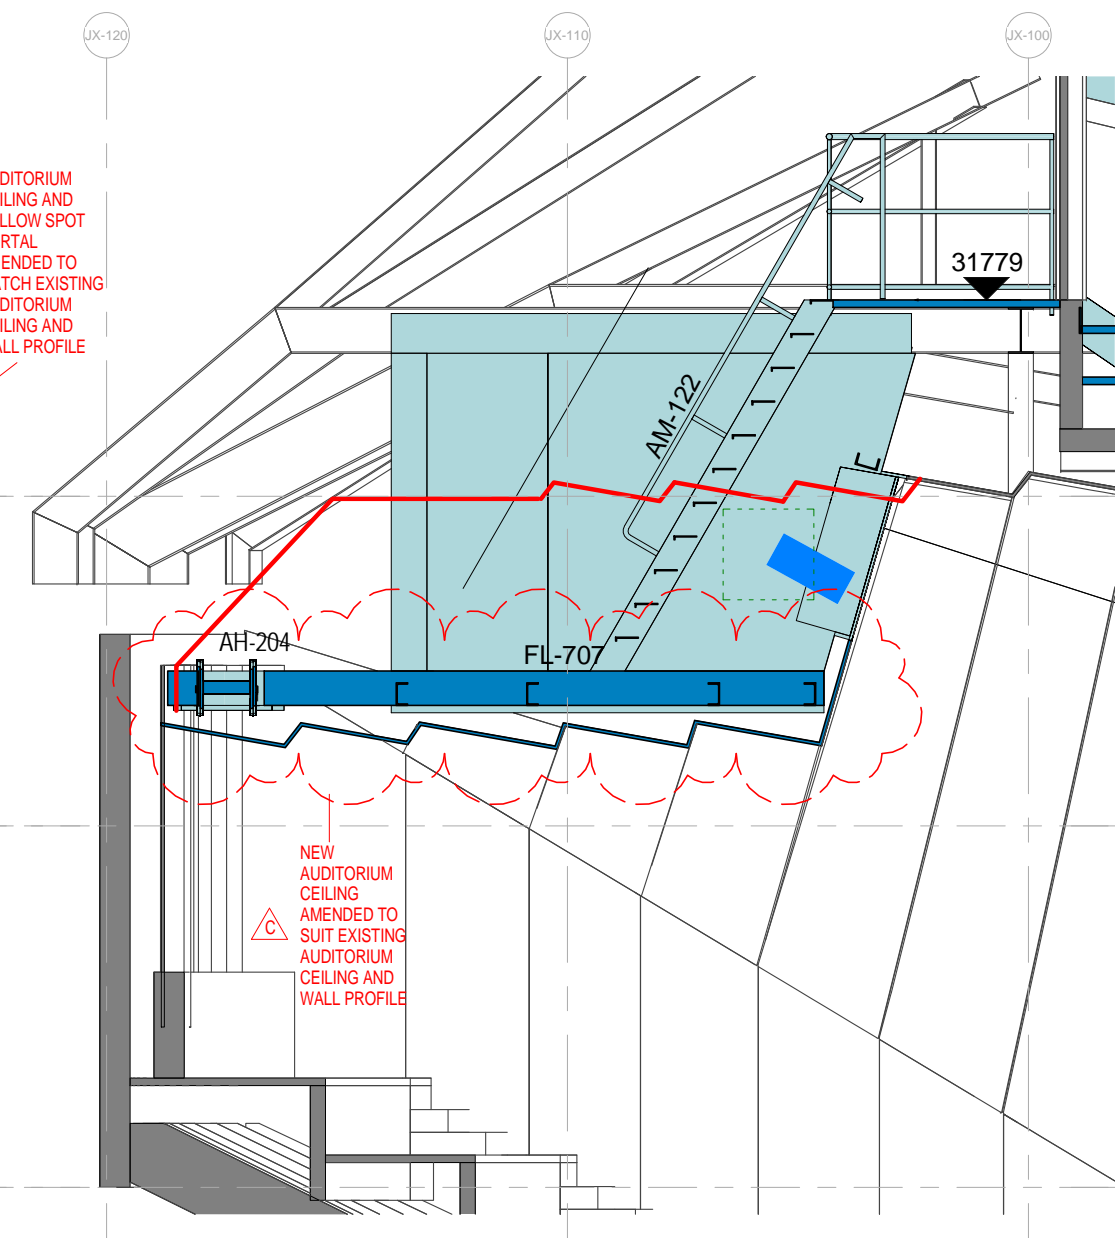 JX-120
JX-110
JX-100
DITORIUM
ILING AND
LLOW SPOT
RTAL
ENDED TO
ATCH EXISTING
DITORIUM
ILING AND
ALL PROFILE
31779
AM-122
AH-204
FL-707
NEW
AUDITORIUM
CEILING
AMENDED TO
SUIT EXISTING
AUDITORIUM
CEILING AND
WALL PROFILE
C